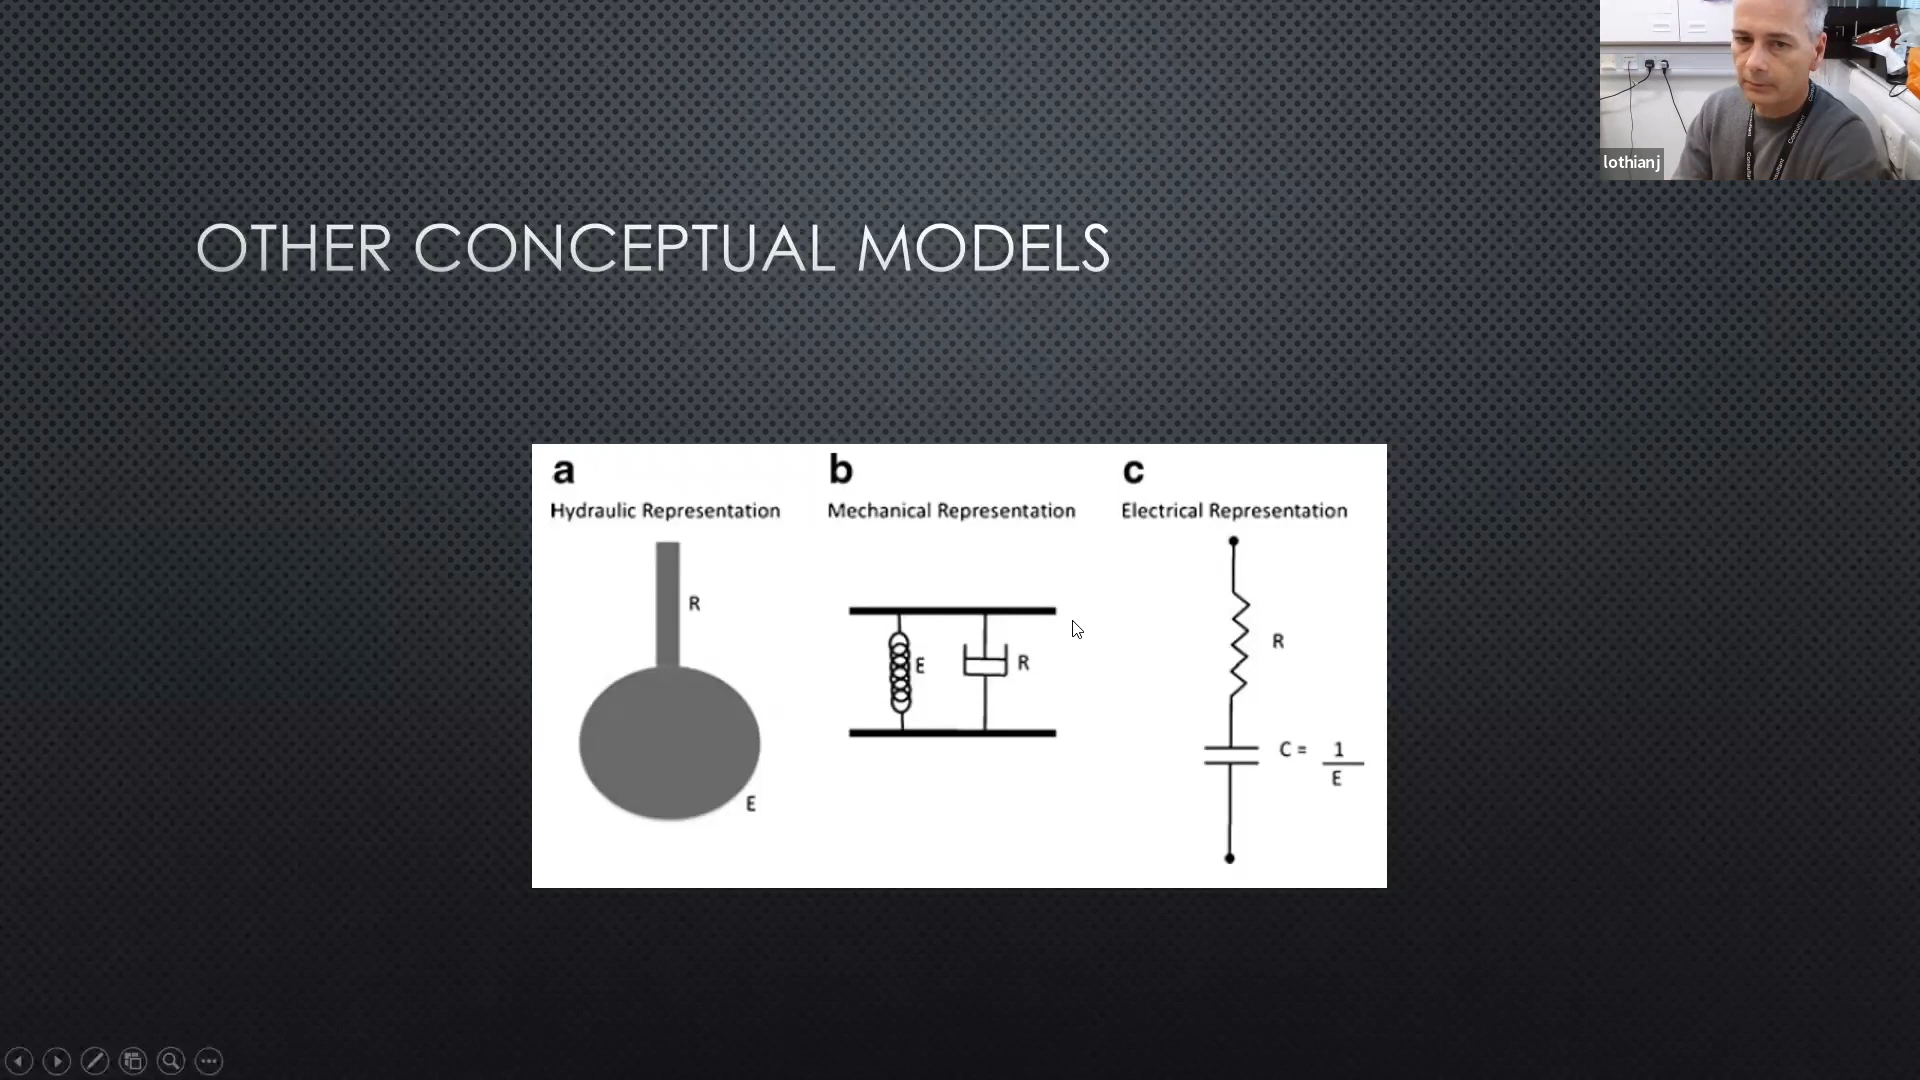 lothianj
OTHER CONCEPTUAL MODELS
a
Hydraulic Representation
R
E
b
Mechanical Representation
E
R
c
Electrical Representation
R
C = 1
E